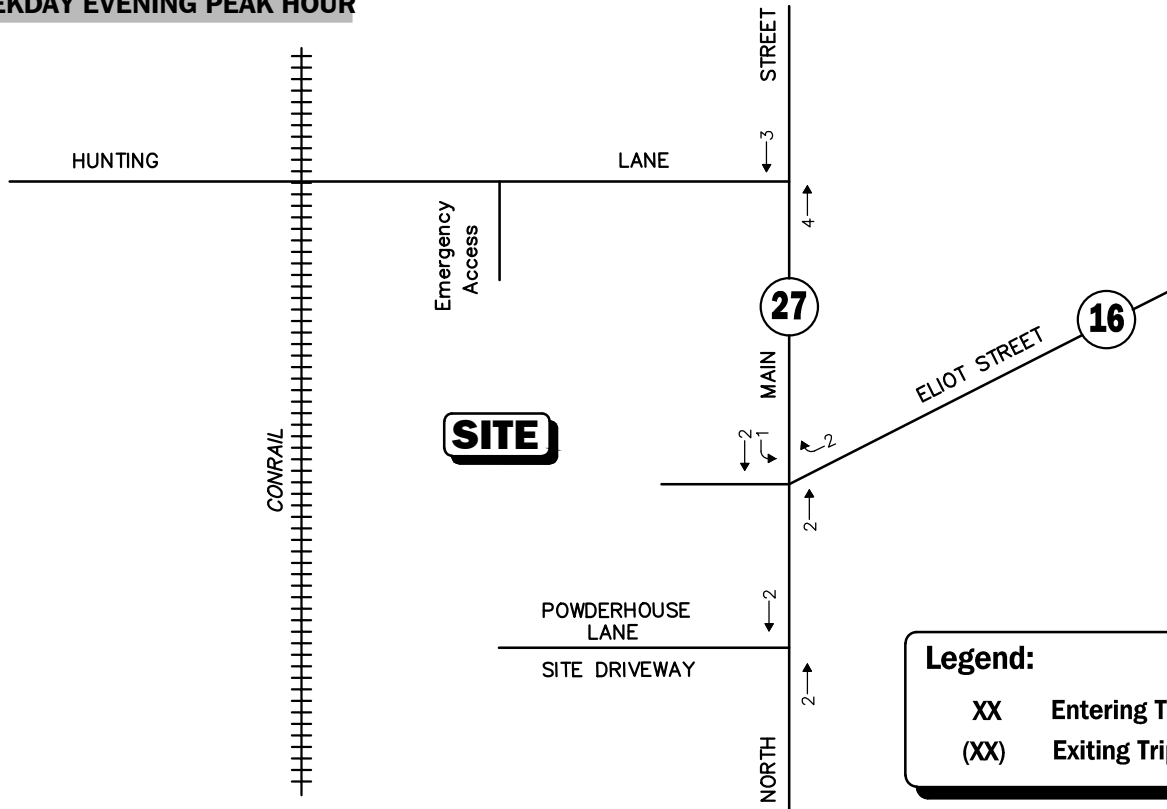 EKDAY EVENING PEAK HOUR
STREET
3
HUNTING
LANE
4
Emergency
Access
27
16
MAIN
ELIOT STREET
SITE
2
1
2
CONRAIL
2
2
POWDERHOUSE
LANE
SITE DRIVEWAY
2
NORTH
Legend:
XX Entering T
(XX) Exiting Tri